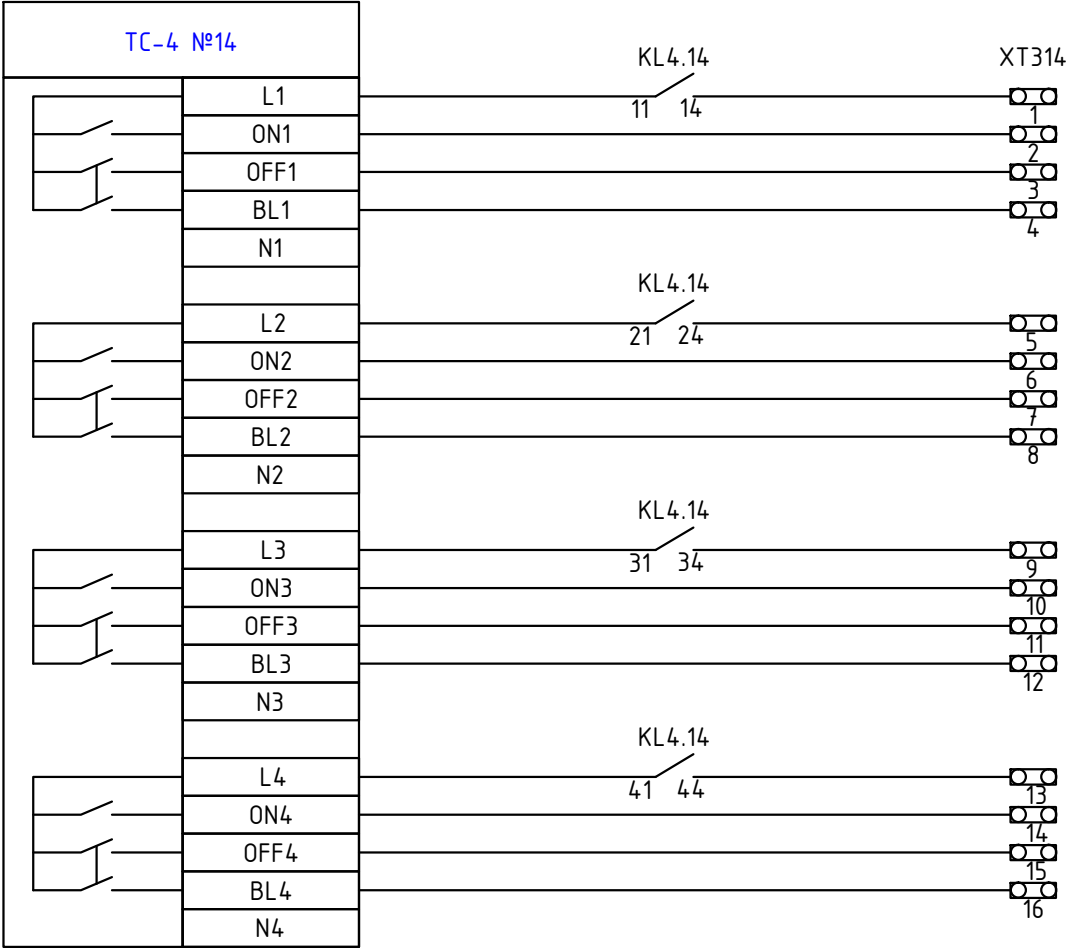 TC-4 №14
KL4.14
XT314
L1
11 14
1
ON1
2
OFF1
3
BL1
4
N1
KL4.14
L2
21 24
5
ON2
6
OFF2
7
BL2
8
N2
KL4.14
L3
31 34
9
ON3
10
OFF3
11
BL3
12
N3
KL4.14
L4
41 44
13
ON4
14
OFF4
15
BL4
16
N4